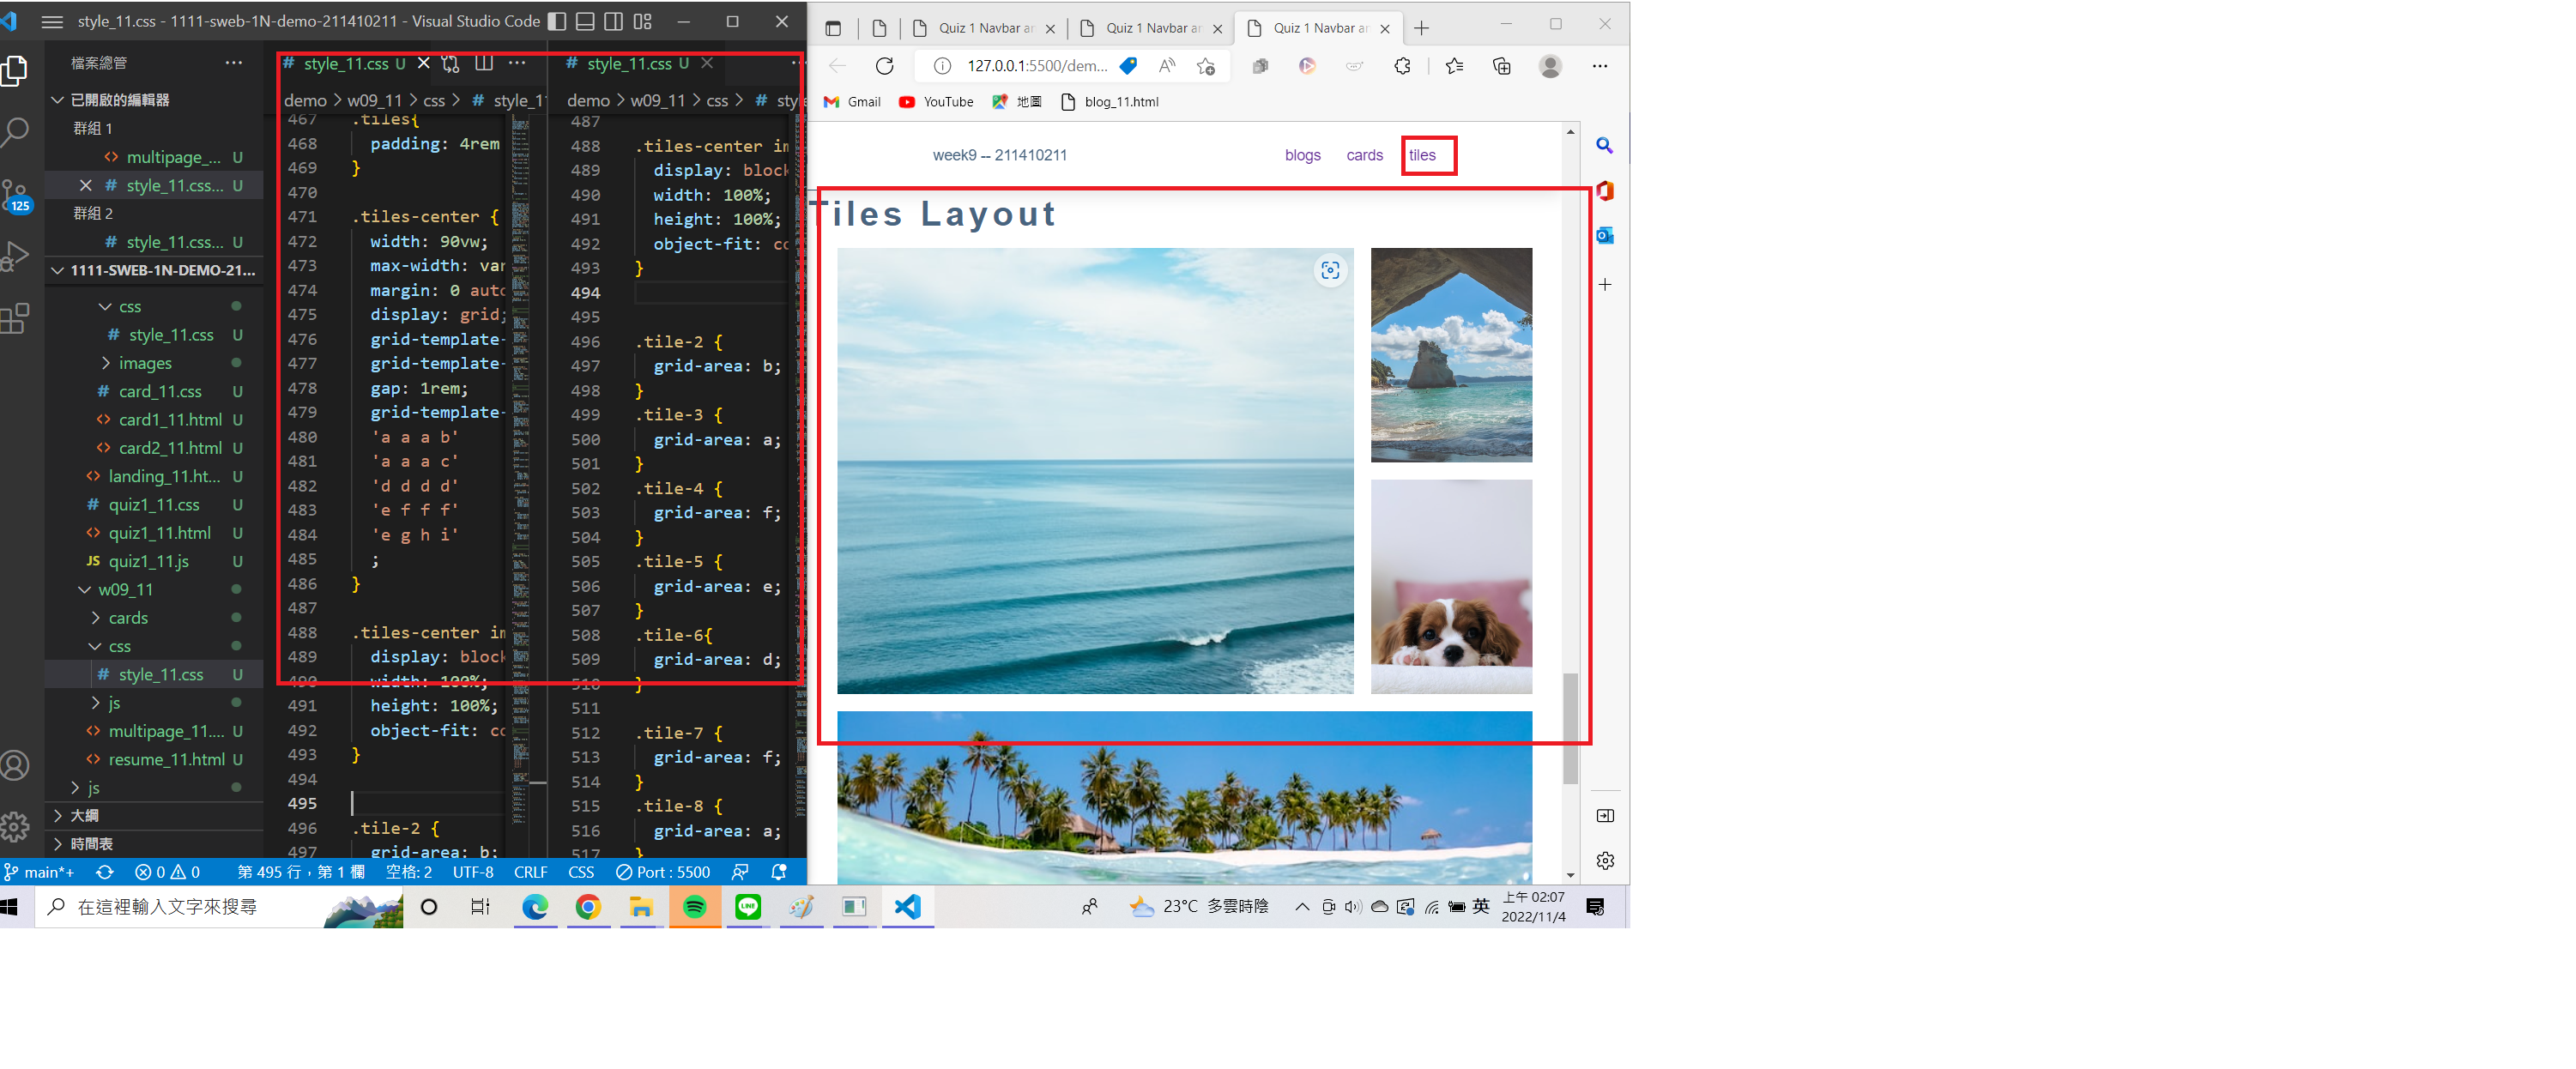 style_11.css - 1111-sweb-1N-demo-211410211 - Visual Studio Code
檔案總管
已開啟的編輯器
群組 1
multipage_... U
style_11.css... U
群組 2
style_11.css... U
1111-SWEB-1N-DEMO-21...
css
style_11.css U
images
card_11.css U
card1_11.html U
card2_11.html U
landing_11.ht... U
quiz1_11.css U
quiz1_11.html U
JS quiz1_11.js U
w09_11
cards
css
style_11.css U
js
multipage_11.... U
resume_11.html U
js
大綱
時間表
125
# style_11.css U
demo > w09_11 > css > # style_1
467 .tiles{
468 padding: 4rem
469 }
470
471 .tiles-center {
472 width: 90vw;
473 max-width: var
474 margin: 0 auto
475 display: grid;
476 grid-template-
477 grid-template-
478 gap: 1rem;
479 grid-template-
480 'a a a b'
481 'a a a c'
482 'd d d d'
483 'e f f f'
484 'e g h i'
485 ;
486 }
487
488 .tiles-center im
489 display: block
490 width: 100%;
491 height: 100%;
492 object-fit: co
493 }
494
495
496 .tile-2 {
497 grid-area: b;
# style_11.css U
demo > w09_11 > css > # style
487
488 .tiles-center im
489 display: block
490 width: 100%;
491 height: 100%;
492 object-fit: co
493 }
494
495
496 .tile-2 {
497 grid-area: b;
498 }
499 .tile-3 {
500 grid-area: a;
501 }
502 .tile-4 {
503 grid-area: f;
504 }
505 .tile-5 {
506 grid-area: e;
507 }
508 .tile-6{
509 grid-area: d;
510 }
511
512 .tile-7 {
513 grid-area: f;
514 }
515 .tile-8 {
516 grid-area: a;
517 }
main*+ 0 0 第 495 行，第 1 欄 空格: 2 UTF-8 CRLF CSS Port : 5500
Quiz 1 Navbar an Quiz 1 Navbar an Quiz 1 Navbar an
127.0.0.1:5500/dem...
Gmail YouTube 地圖 blog_11.html
week9 -- 211410211 blogs cards tiles
Tiles Layout
在這裡輸入文字來搜尋
LINE
23°C 多雲時陰
英
上午 02:07
2022/11/4